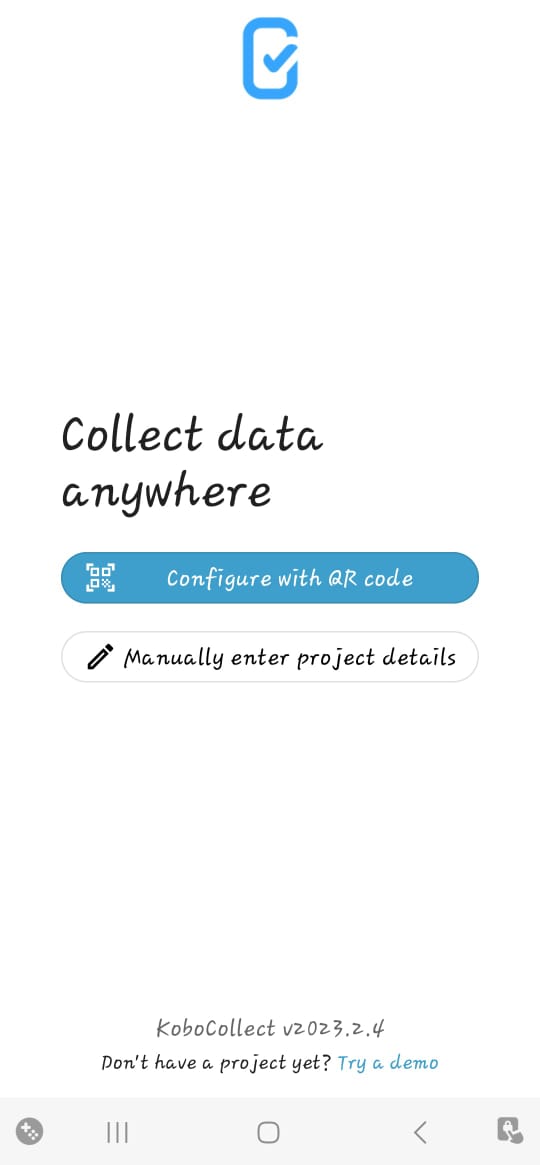 Collect data
anywhere
Configure with QR code
Manually enter project details
KoboCollect v2023.2.4
Don't have a project yet? Try a demo